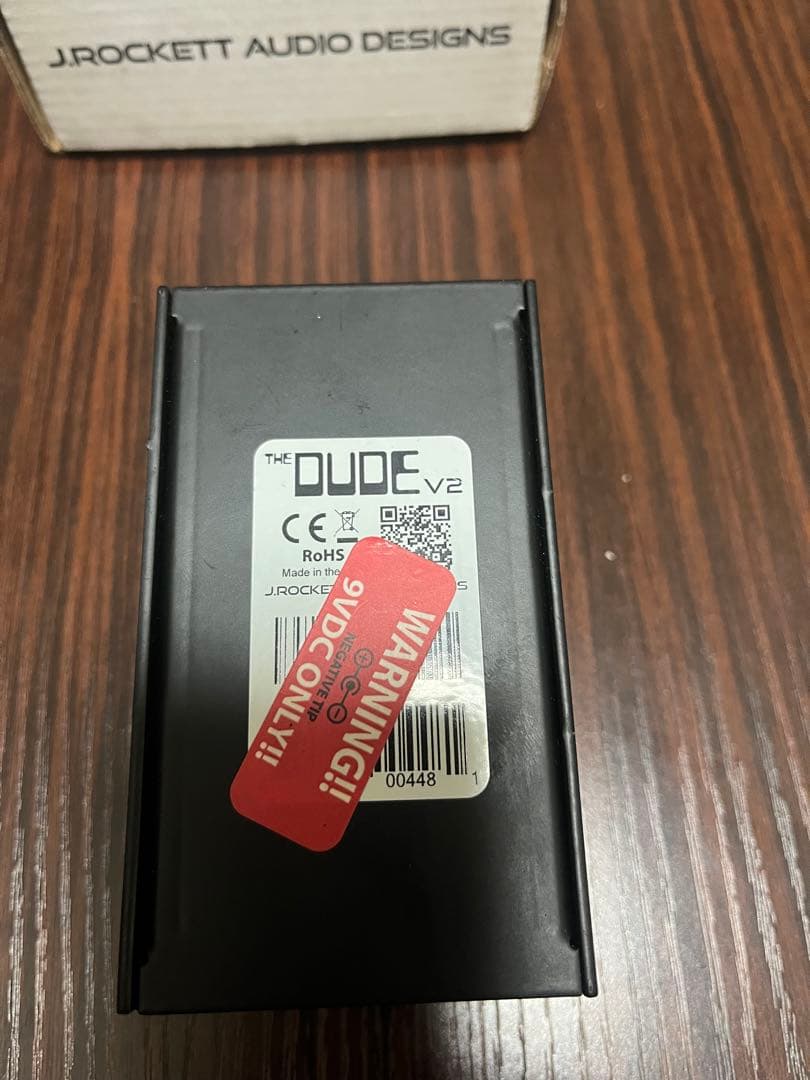 J.ROCKETT AUDIO DESIGNS
THE DUDE V2
CE
RoHS
Made in the
J.ROCKE
WARNING!!
NEGATIVE TIP
9VDC ONLY!!
00448 1